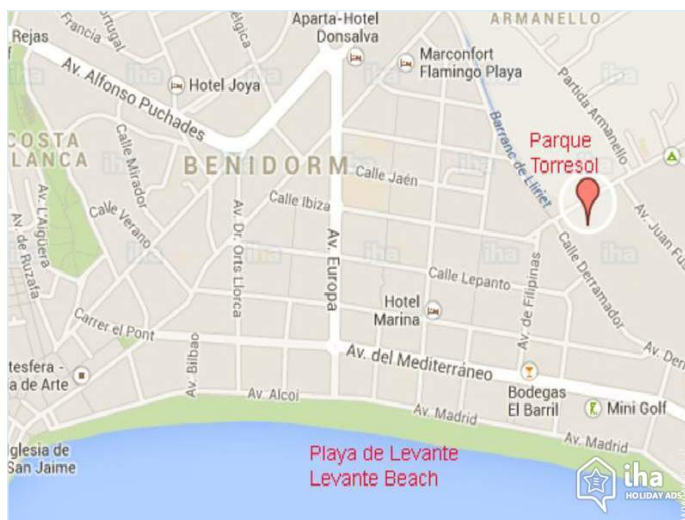 Rejas
Francia
Portugal
Bélgica
Aparta-Hotel
Donsalva
ARMANELLO
Marconfort
Flamingo Playa
Hotel Joya
Av. Alfonso Puchades
Partida Armanello
COSTA
LANCA
BENIDORM
Barranc de Lliriet
Parque
Torresol
Calle Mirador
Calle Jaén
Calle Ibiza
Calle Verano
Av. L'Aigüera
Av. de Ruzafa
Av. Dr. Orts Llorca
Av. Europa
Av. Juan Fus
Calle Derramador
Calle Lepanto
Av. de Filipinas
Hotel
Marina
Carrer el Pont
Av. Bilbao
Av. del Mediterráneo
Av. Derr
tesfera -
a de Arte
Av. Alcoi
Av. Madrid
Bodegas
El Barril
Mini Golf
Av. Madrid
glesia de
San Jaime
Playa de Levante
Levante Beach
iha
HOLIDAY ADS